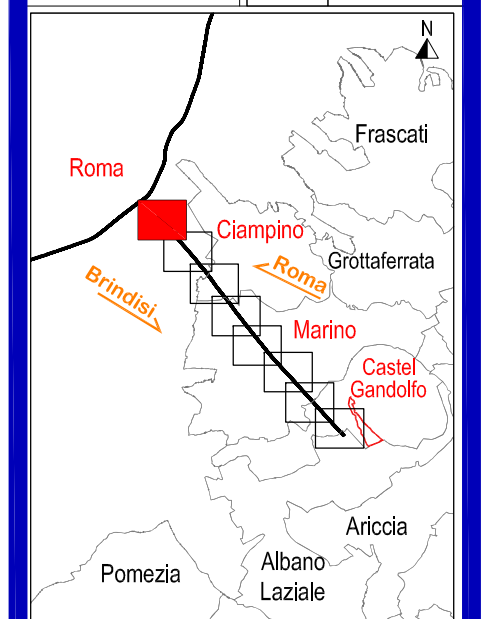 N
Frascati
Roma
Ciampino
Grottaferrata
Roma
Brindisi
Marino
Castel
Gandolfo
Ariccia
Albano
Laziale
Pomezia